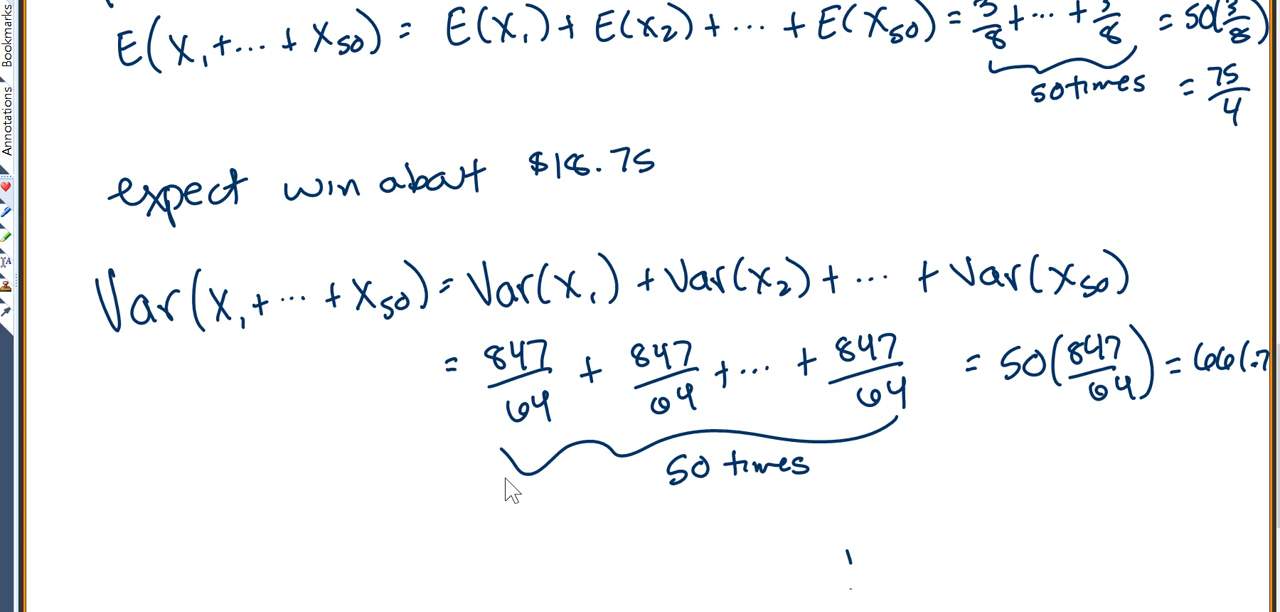 Bookmarks
Annotations
E(X₁+⋯+X₅₀) = E(X₁) + E(X₂) + ⋯ + E(X₅₀) = 3/8 + ⋯ + 3/8 = 50(3/8)
50 times = 75/4
expect win about $18.75
Var(X₁+⋯+X₅₀) = Var(X₁) + Var(X₂) + ⋯ + Var(X₅₀)
= 847/64 + 847/64 + ⋯ + 847/64 = 50(847/64) = 661.7
50 times